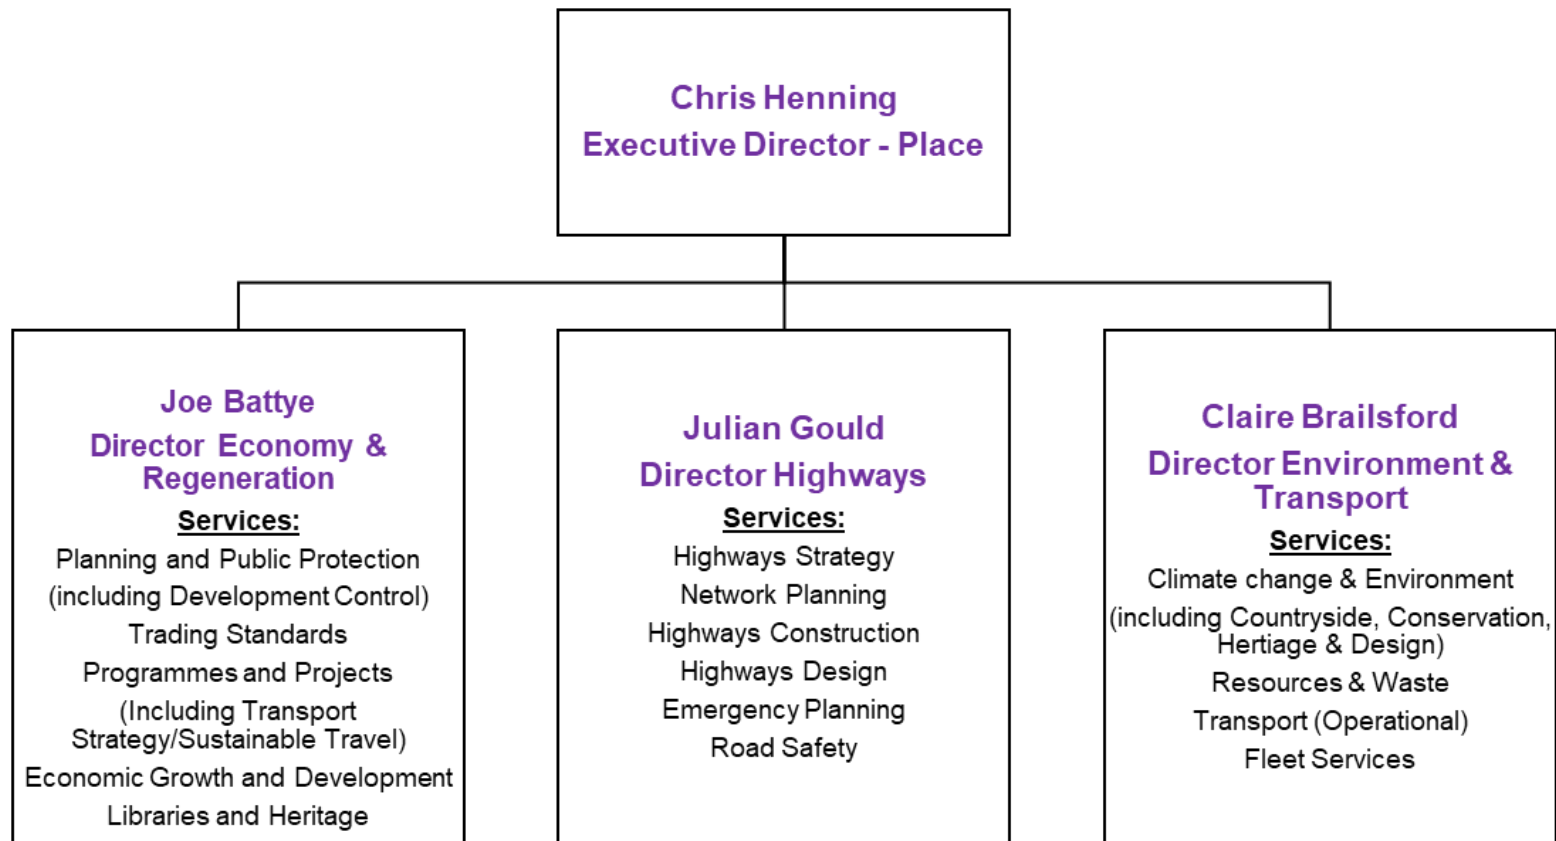 Chris Henning
Executive Director - Place
Joe Battye
Director Economy &
Regeneration
Services:
Planning and Public Protection
(including Development Control)
Trading Standards
Programmes and Projects
(Including Transport
Strategy/Sustainable Travel)
Economic Growth and Development
Libraries and Heritage
Julian Gould
Director Highways
Services:
Highways Strategy
Network Planning
Highways Construction
Highways Design
Emergency Planning
Road Safety
Claire Brailsford
Director Environment &
Transport
Services:
Climate change & Environment
(including Countryside, Conservation,
Hertiage & Design)
Resources & Waste
Transport (Operational)
Fleet Services